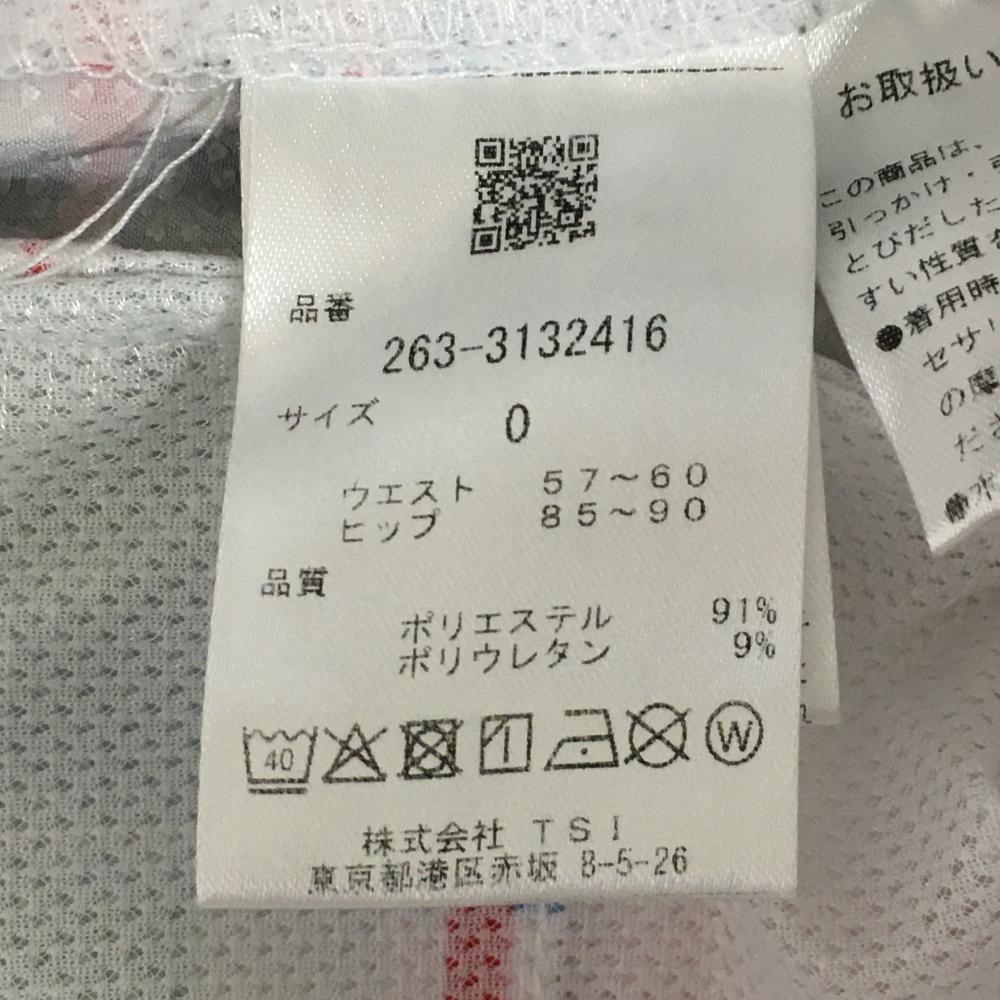 品番
263-3132416
サイズ 0
ウエスト 57~60
ヒップ 85~90
品質
ポリエステル 91%
ポリウレタン 9%
40
W
株式会社 TSI
東京都港区赤坂 8-5-26
お取扱い
この商品は、
引っかけ・
とびだした
すい性質
●着用時
セサリ
の摩
ださ
●水